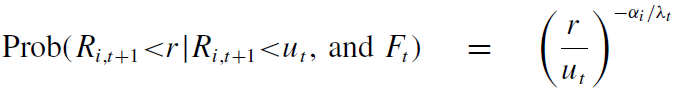 Prob(R_{i,t+1}<r|R_{i,t+1}<u_t, and F_t) = (r/u_t)^{-α_i/λ_t}